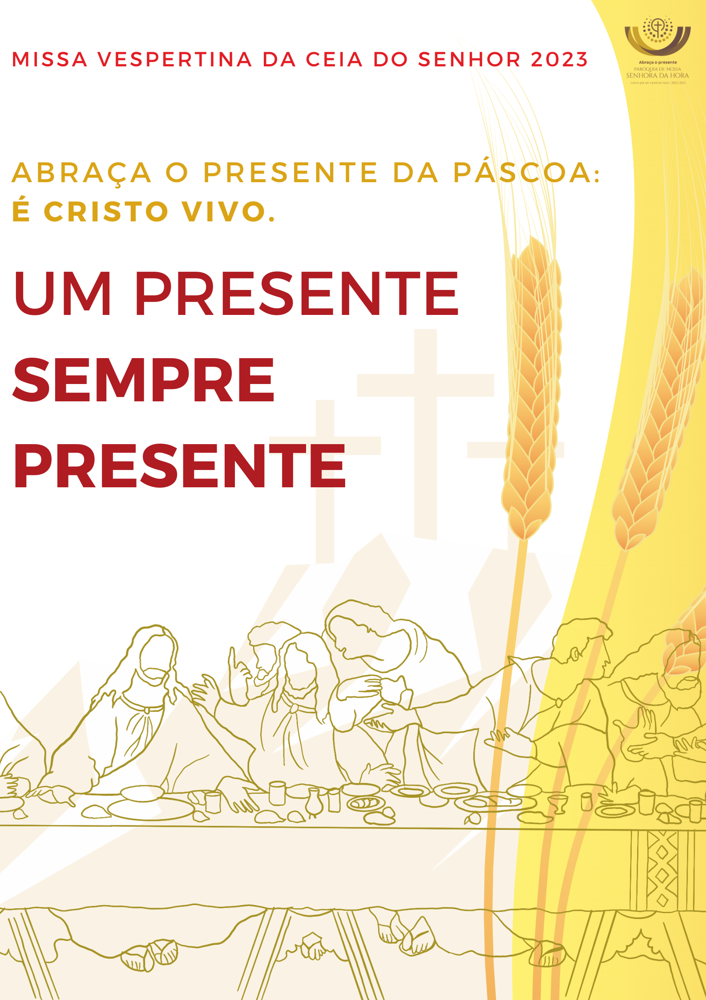 MISSA VESPERTINA DA CEIA DO SENHOR 2023
Abraça o presente
PARÓQUIA DE NOSSA
SENHORA DA HORA
Juntos por um caminho novo | 2022-2023
ABRAÇA O PRESENTE DA PÁSCOA:
É CRISTO VIVO.
UM PRESENTE
SEMPRE
PRESENTE